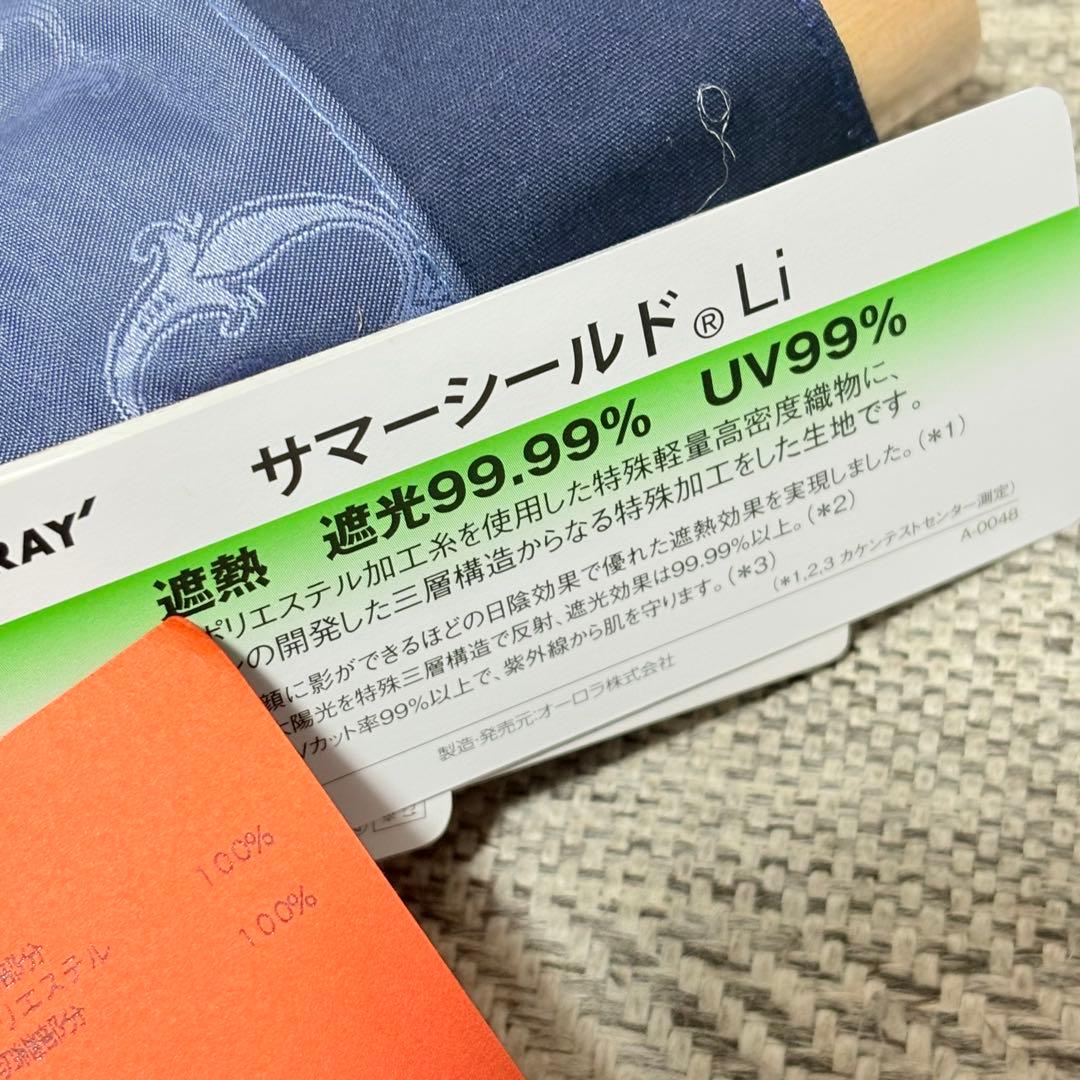 サマーシールド® Li
RAY
遮熱 遮光99.99% UV99%
ポリエステル加工糸を使用した特殊軽量高密度織物に、
の開発した三層構造からなる特殊加工をした生地です。
顔に影ができるほどの日陰効果で優れた遮熱効果を実現しました。(*1)
太陽光を特殊三層構造で反射、遮光効果は99.99%以上。(*2)
カット率99%以上で、紫外線から肌を守ります。(*3)
(*1,2,3 カケンテストセンター測定)
A-0048
製造・発売元:オーロラ株式会社
100%
100%
部分
リエステル
部分